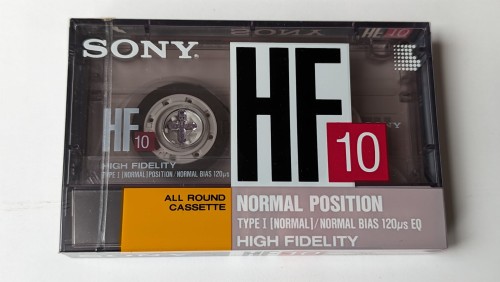 SONY
HF
10
HF
10
HIGH FIDELITY
TYPE I [NORMAL] POSITION / NORMAL BIAS 120μs
ALL ROUND
CASSETTE
NORMAL POSITION
TYPE I [NORMAL]/NORMAL BIAS 120μs EQ
HIGH FIDELITY